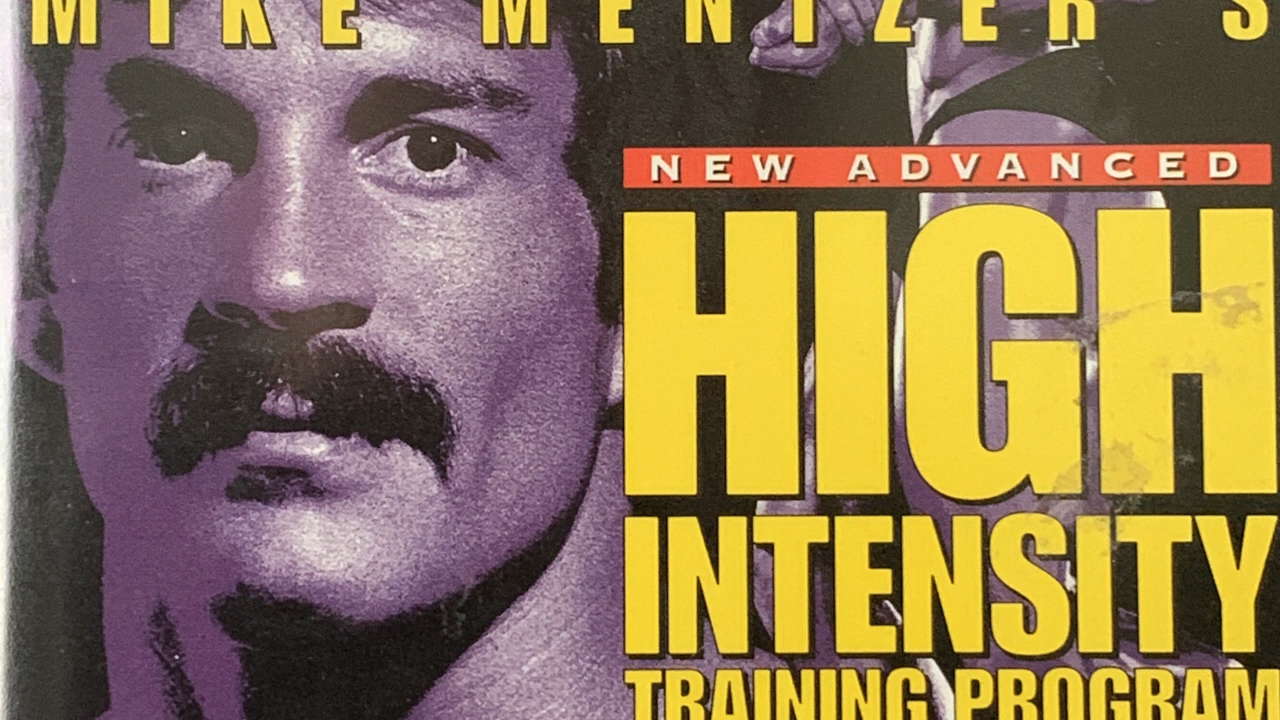 MIKE MENTZER'S
NEW ADVANCED
HIGH
INTENSITY
TRAINING PROGRAM